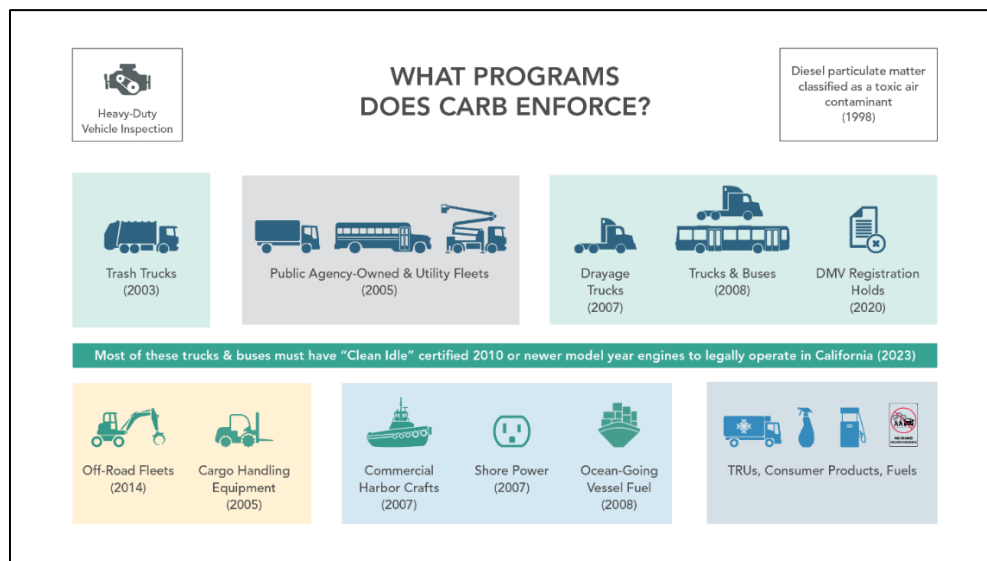 Heavy-Duty
Vehicle Inspection
WHAT PROGRAMS
DOES CARB ENFORCE?
Diesel particulate matter
classified as a toxic air
contaminant
(1998)
Trash Trucks
(2003)
Public Agency-Owned & Utility Fleets
(2005)
Drayage
Trucks
(2007)
Trucks & Buses
(2008)
DMV Registration
Holds
(2020)
Most of these trucks & buses must have “Clean Idle” certified 2010 or newer model year engines to legally operate in California (2023)
Off-Road Fleets
(2014)
Cargo Handling
Equipment
(2005)
Commercial
Harbor Crafts
(2007)
Shore Power
(2007)
Ocean-Going
Vessel Fuel
(2008)
TRUs, Consumer Products, Fuels